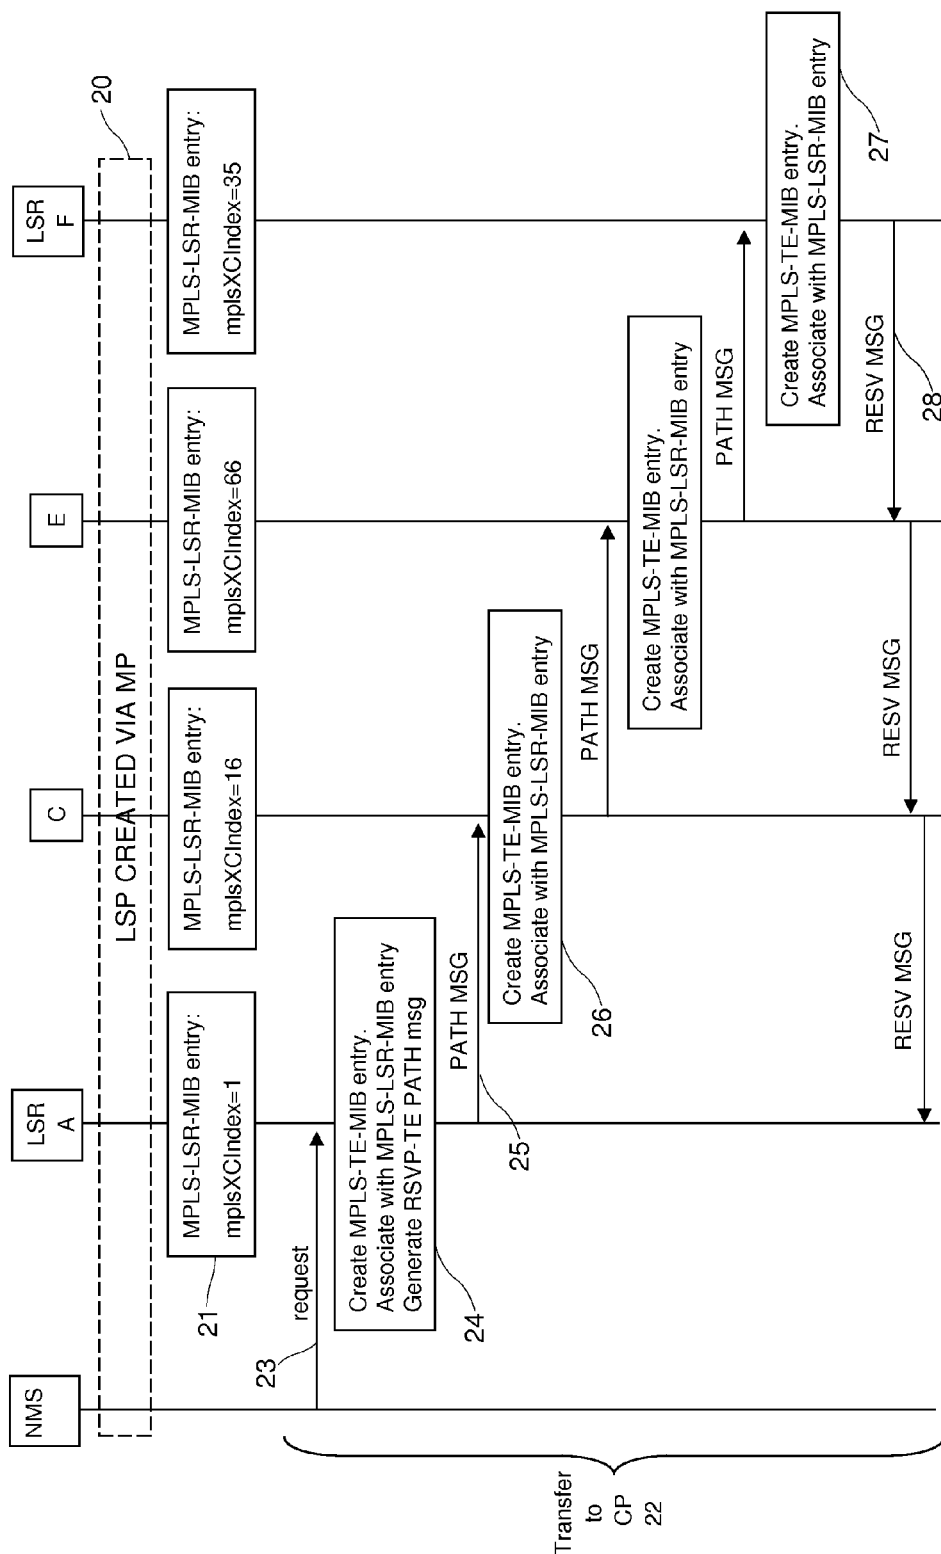 NMS
LSR
A
C
E
LSR
F
20
LSP CREATED VIA MP
MPLS-LSR-MIB entry:
mplsXCIndex=1
MPLS-LSR-MIB entry:
mplsXCIndex=16
MPLS-LSR-MIB entry:
mplsXCIndex=66
MPLS-LSR-MIB entry:
mplsXCIndex=35
21
request
23
Create MPLS-TE-MIB entry.
Associate with MPLS-LSR-MIB entry
Generate RSVP-TE PATH msg
24
PATH MSG
25
Create MPLS-TE-MIB entry.
Associate with MPLS-LSR-MIB entry
26
PATH MSG
Create MPLS-TE-MIB entry.
Associate with MPLS-LSR-MIB entry
PATH MSG
Create MPLS-TE-MIB entry.
Associate with MPLS-LSR-MIB entry
27
RESV MSG
28
RESV MSG
RESV MSG
Transfer
to
CP
22